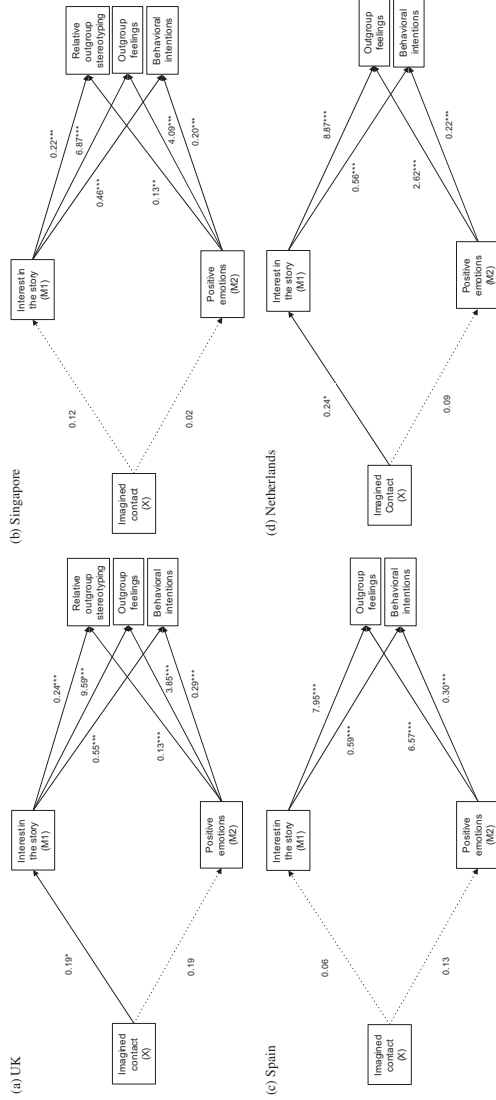 (a) UK
Imagined
contact
(X)
0.19*
0.19
Interest in
the story
(M1)
Positive
emotions
(M2)
0.24***
9.59***
0.55***
0.13***
3.85***
0.29***
Relative
outgroup
stereotyping
Outgroup
feelings
Behavioral
intentions
(b) Singapore
Imagined
contact
(X)
0.12
0.02
Interest in
the story
(M1)
Positive
emotions
(M2)
0.22***
6.87***
0.46***
0.13**
4.09***
0.20***
Relative
outgroup
stereotyping
Outgroup
feelings
Behavioral
intentions
(c) Spain
Imagined
contact
(X)
0.06
0.13
Interest in
the story
(M1)
Positive
emotions
(M2)
7.95***
0.59***
6.57***
0.30***
Outgroup
feelings
Behavioral
intentions
(d) Netherlands
Imagined
Contact
(X)
0.24*
0.09
Interest in
the story
(M1)
Positive
emotions
(M2)
8.87***
0.56***
2.62***
0.22***
Outgroup
feelings
Behavioral
intentions